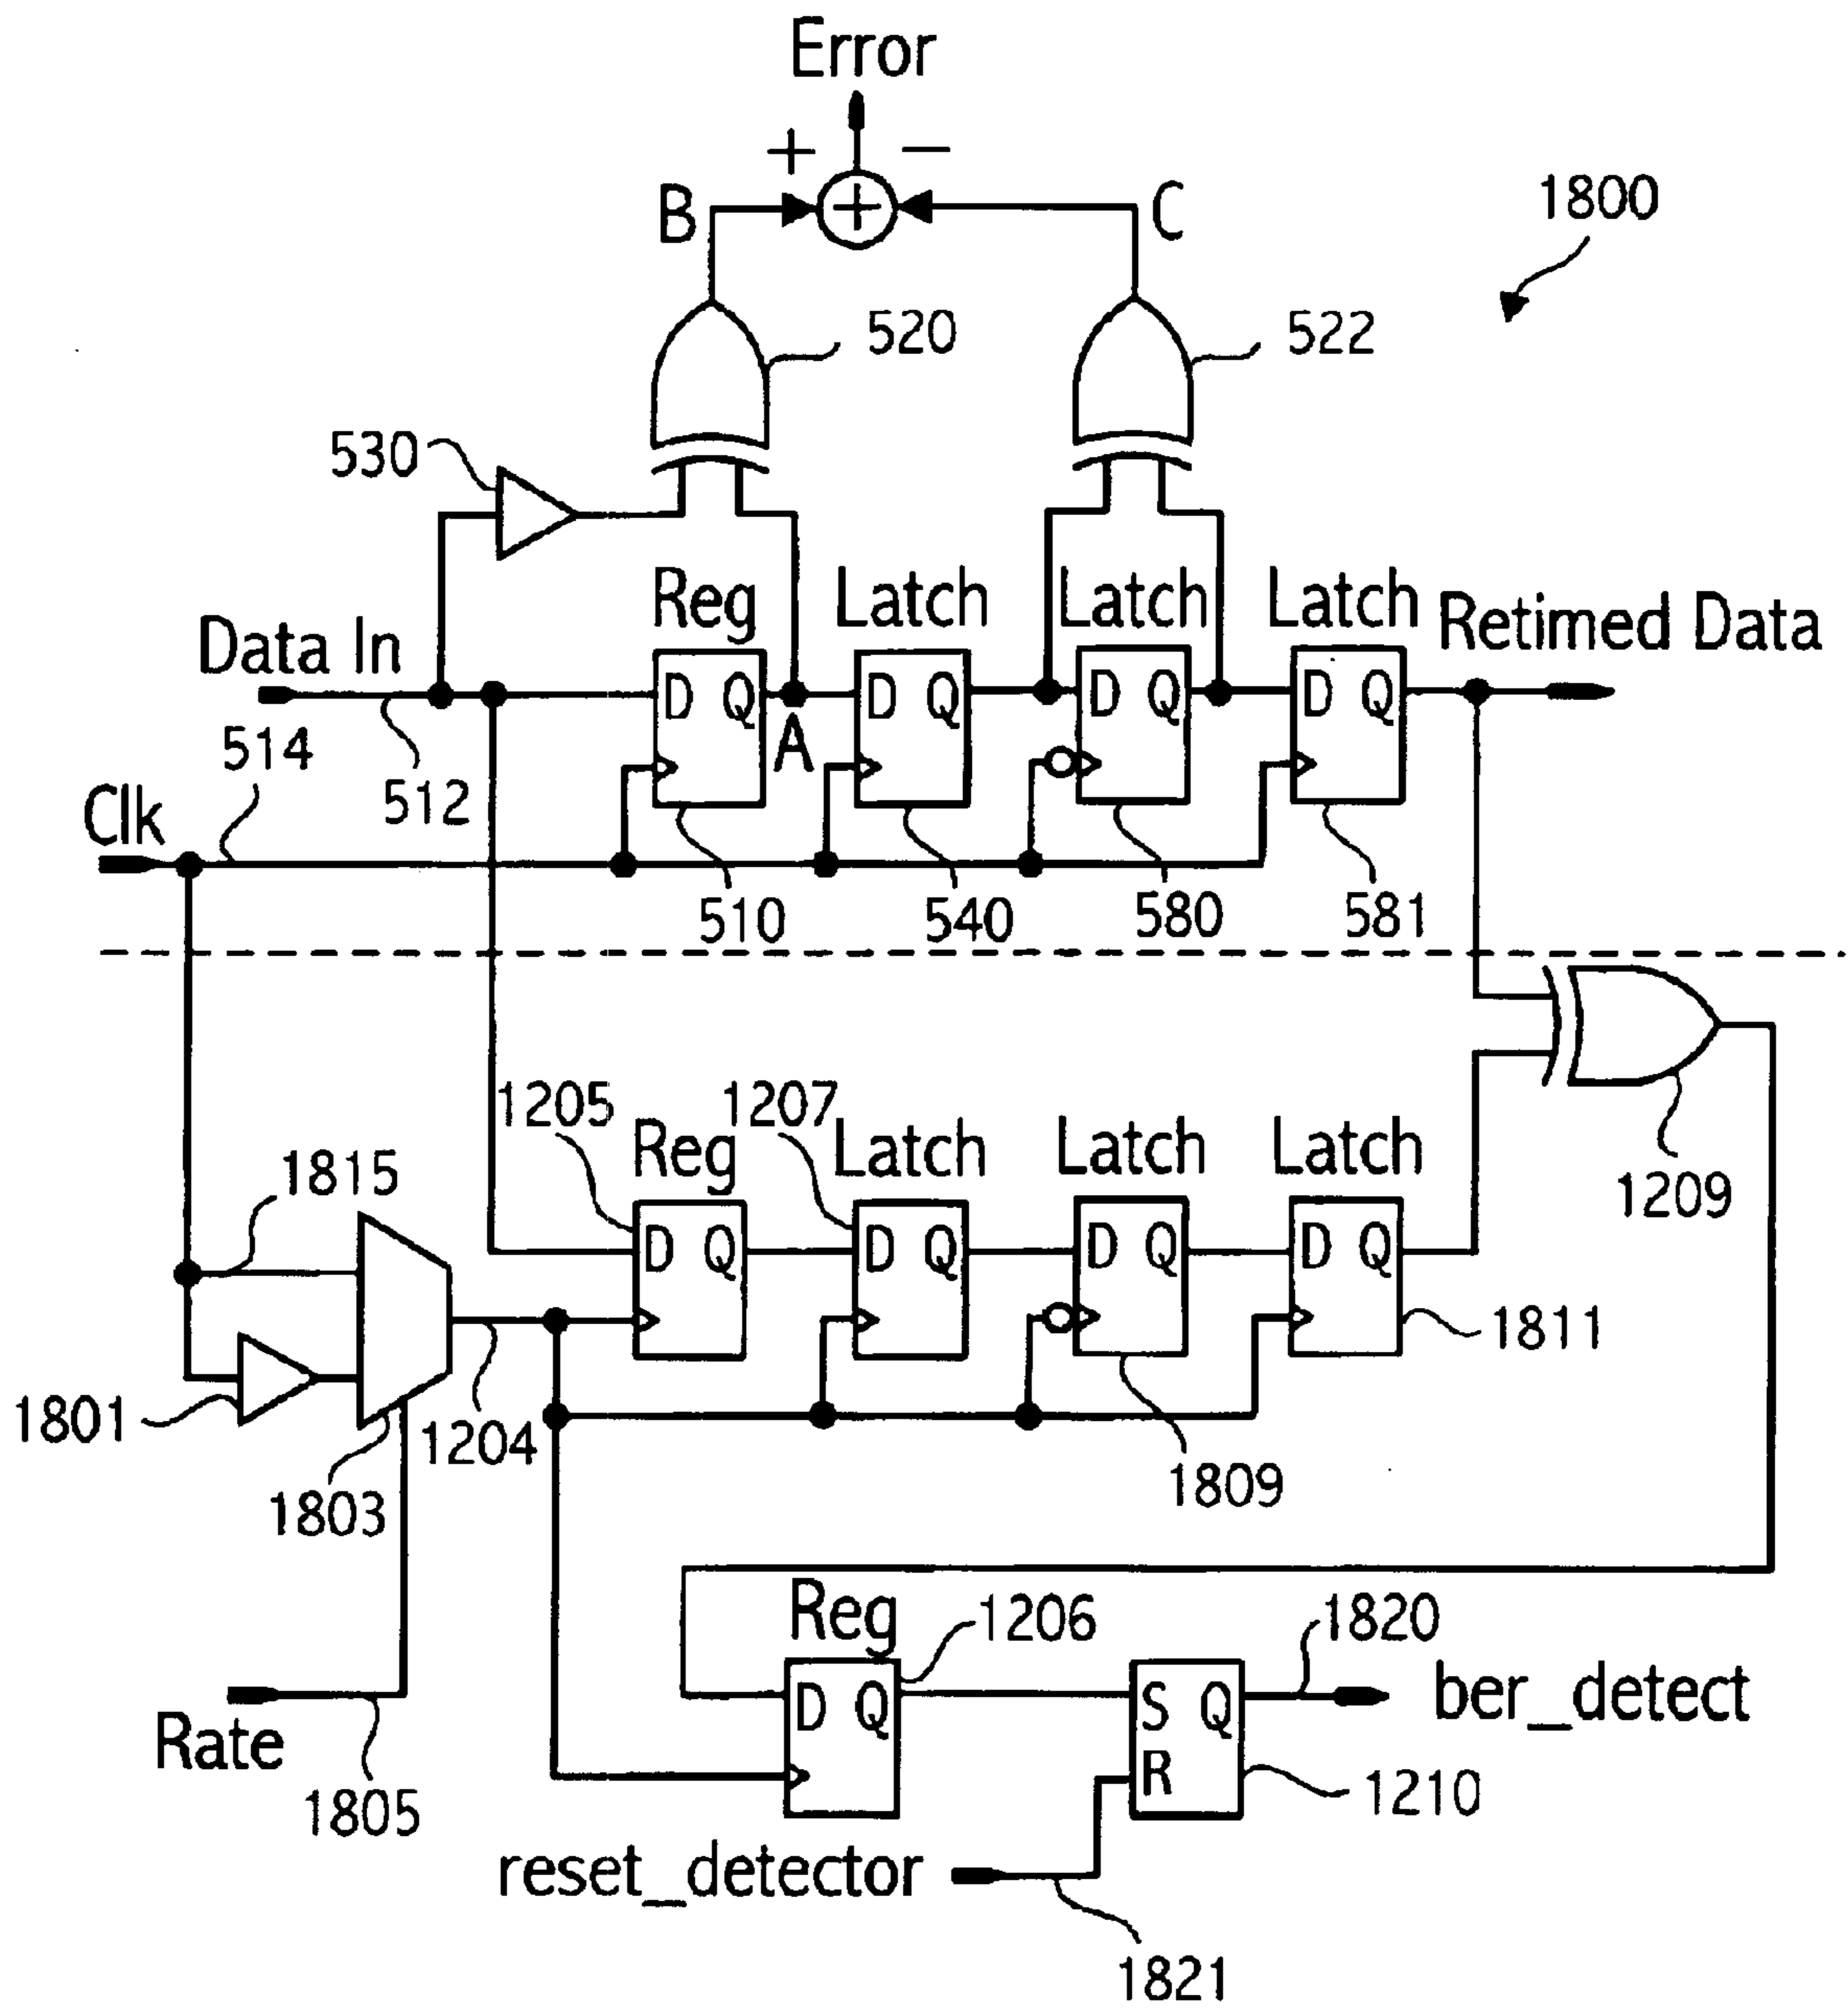 Error
+ −
B + C
1800
520 522
530
Reg Latch Latch Latch Retimed Data
Data In
D Q D Q D Q D Q
A
514
512
Clk
510 540 580 581
1205 1207
Reg Latch Latch Latch
1815
1209
D Q D Q D Q D Q
1811
1801
1204
1803
1809
Reg 1206 1820
D Q S Q ber_detect
Rate
R
1805
1210
reset_detector
1821